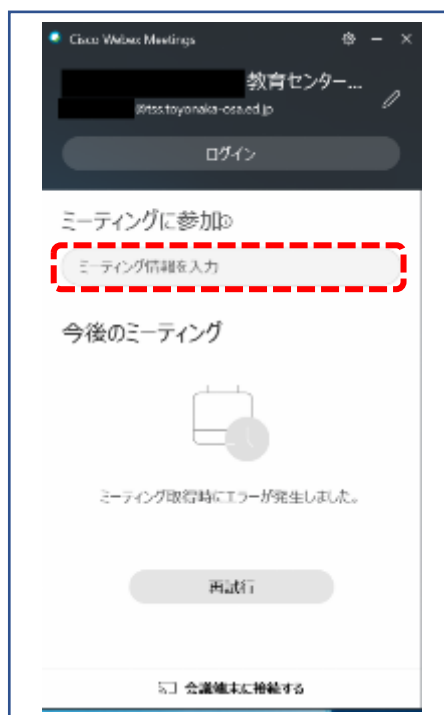 Cisco Webex Meetings
教育センター...
@tss.toyonaka-osa.ed.jp
ログイン
ミーティングに参加
ミーティング情報を入力
今後のミーティング
ミーティング取得時にエラーが発生しました。
再試行
会議端末に接続する